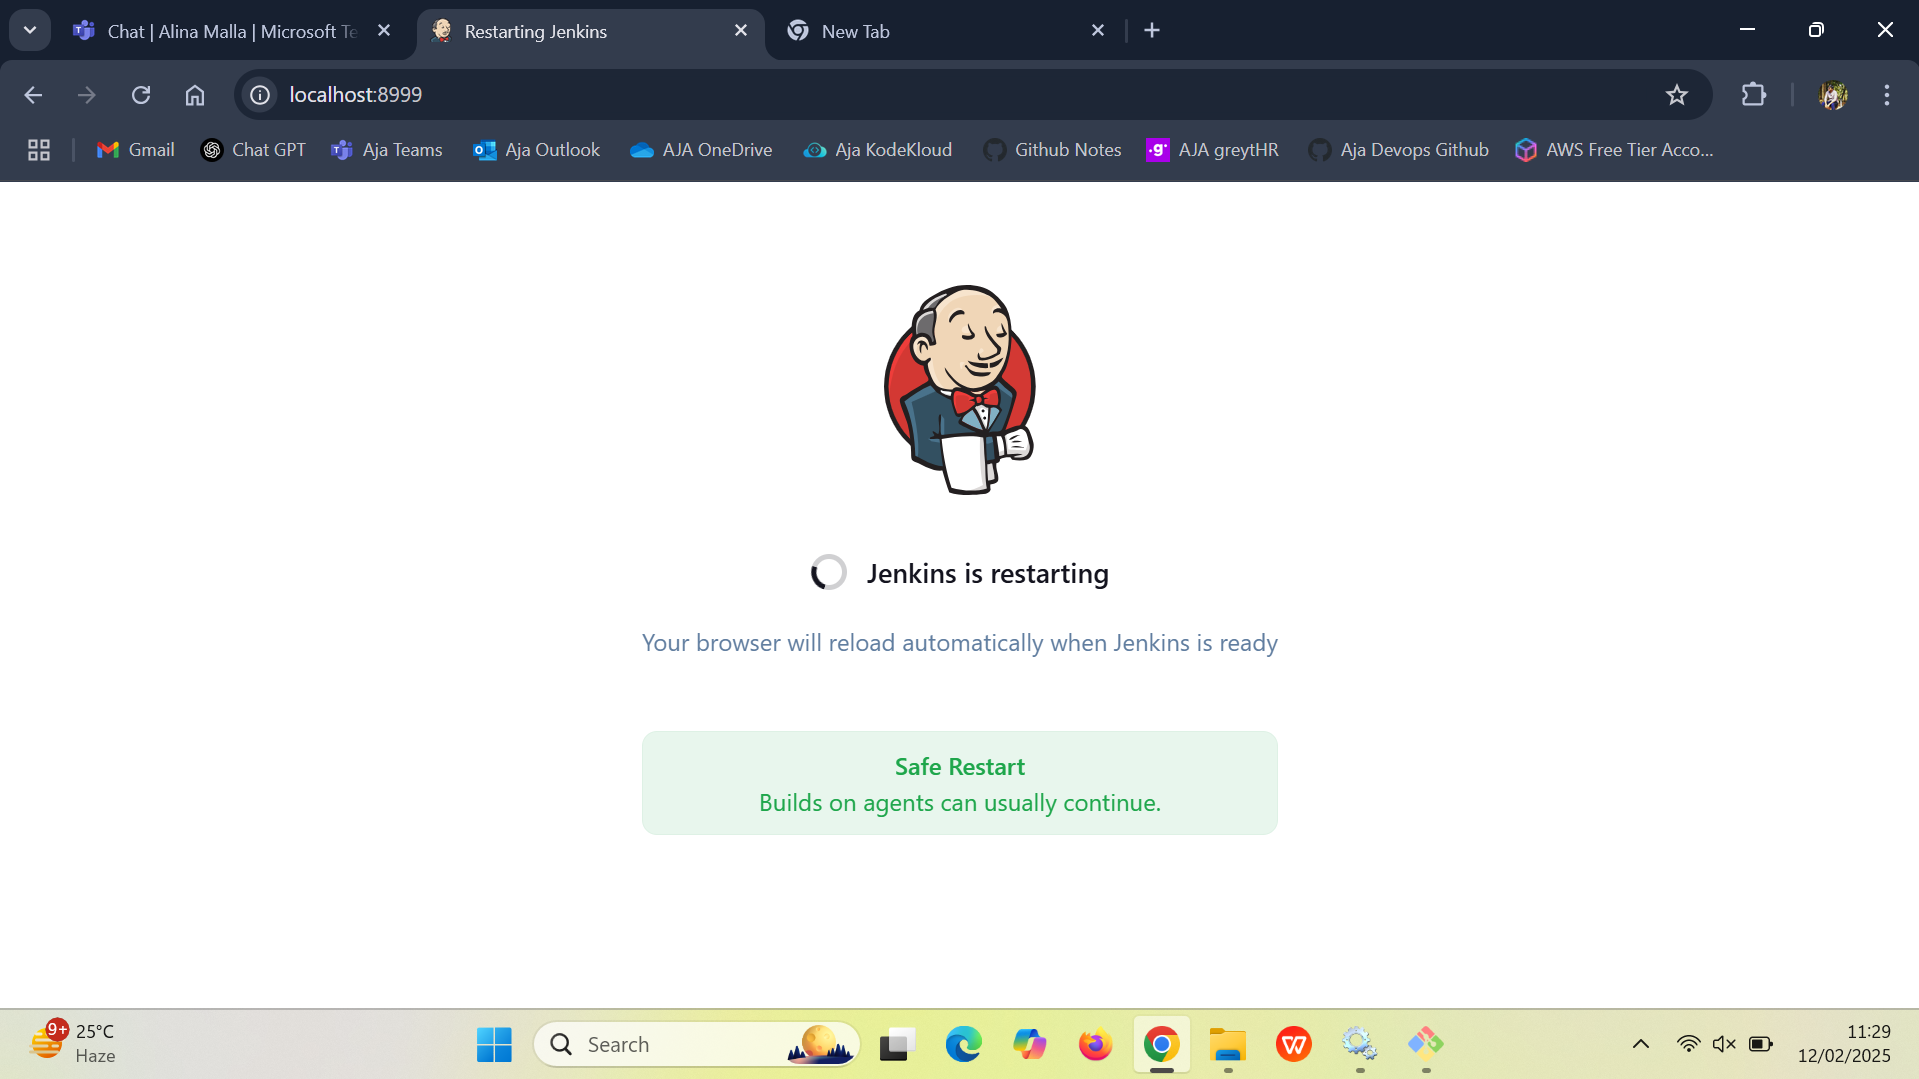 Chat | Alina Malla | Microsoft Te
Restarting Jenkins
New Tab
localhost:8999
Gmail
Chat GPT
Aja Teams
Aja Outlook
AJA OneDrive
Aja KodeKloud
Github Notes
.g'
AJA greytHR
Aja Devops Github
AWS Free Tier Acco...
Jenkins is restarting
Your browser will reload automatically when Jenkins is ready
Safe Restart
Builds on agents can usually continue.
9+
25°C
Haze
Search
11:29
12/02/2025